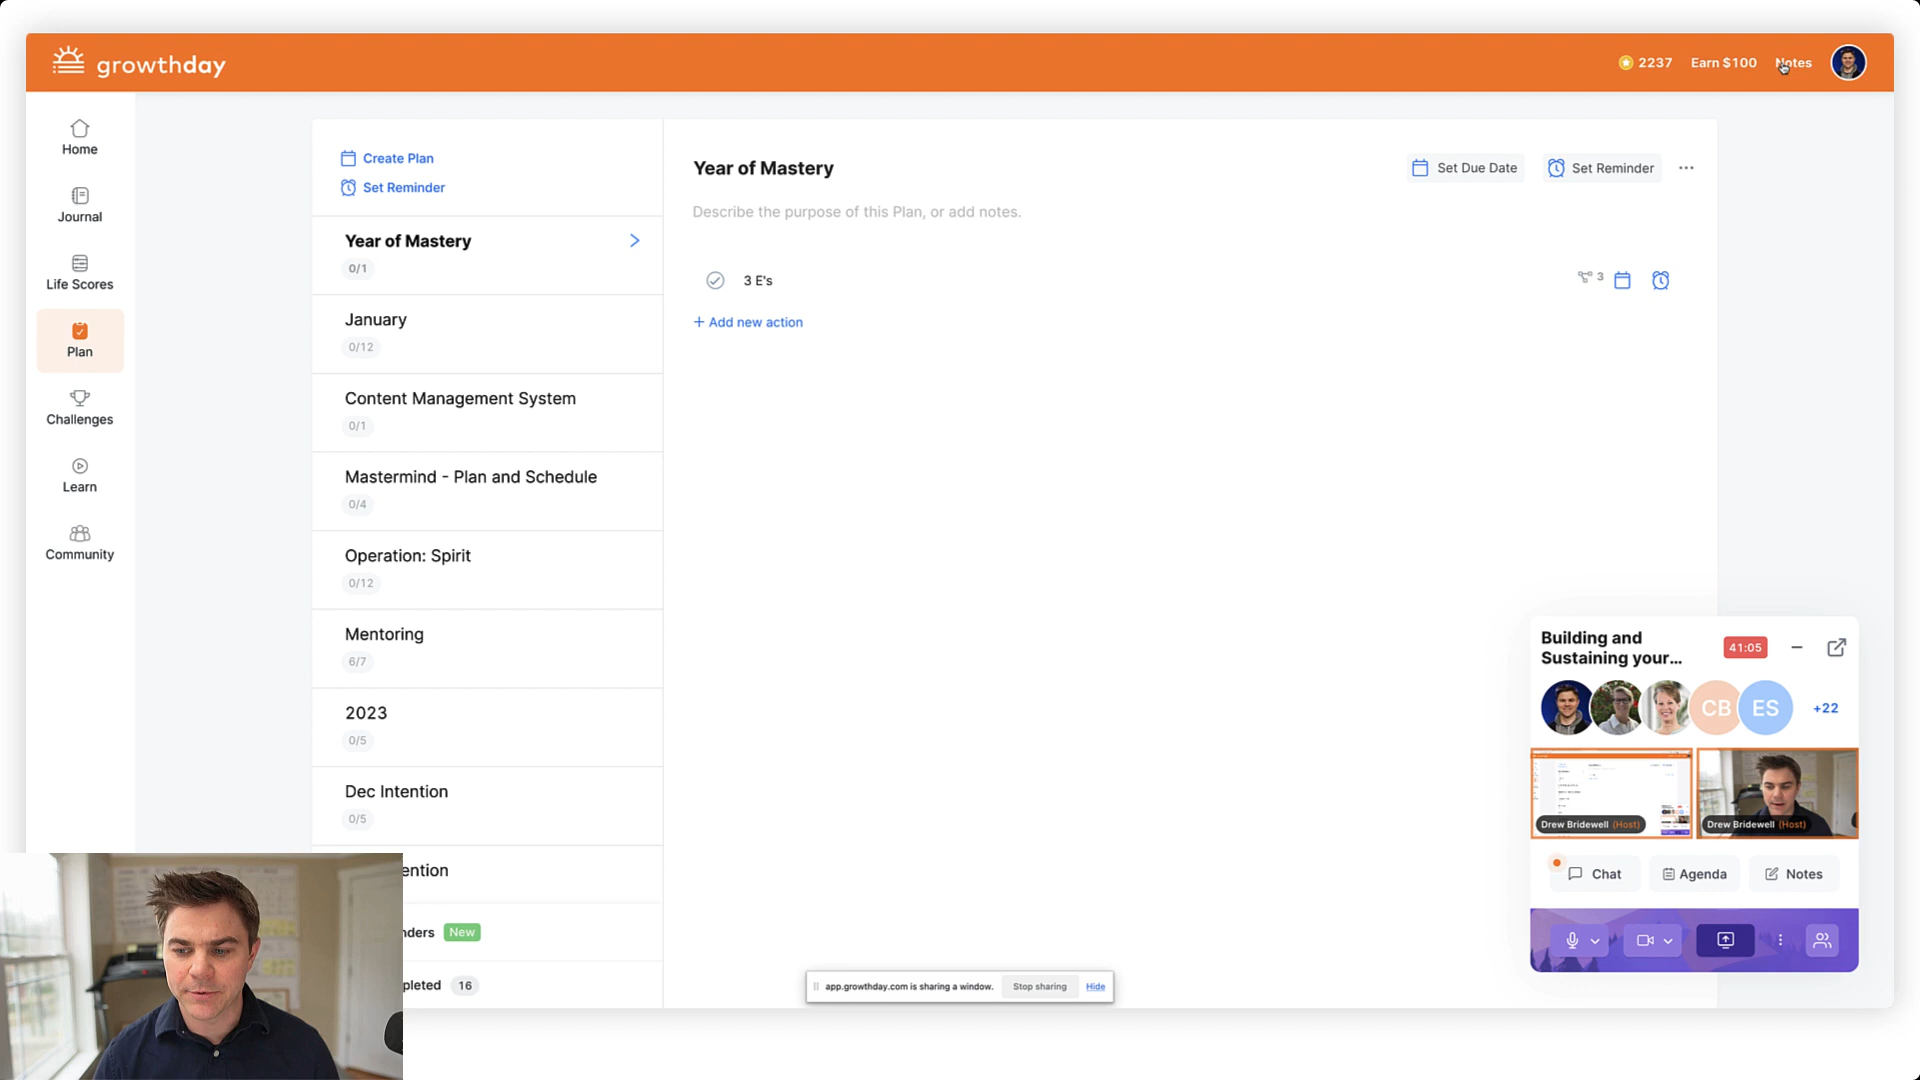 growthday
2237
Earn $100
Notes
Home
Journal
Life Scores
Plan
Challenges
Learn
Community
Create Plan
Set Reminder
Year of Mastery
0/1
January
0/12
Content Management System
0/1
Mastermind - Plan and Schedule
0/4
Operation: Spirit
0/12
Mentoring
6/7
2023
0/5
Dec Intention
0/5
ention
nders New
pleted 16
Year of Mastery
Set Due Date
Set Reminder
Describe the purpose of this Plan, or add notes.
3 E's
3
+ Add new action
Building and
Sustaining your...
41:05
CB
ES
+22
Drew Bridewell (Host)
Drew Bridewell (Host)
Chat
Agenda
Notes
app.growthday.com is sharing a window.
Stop sharing
Hide